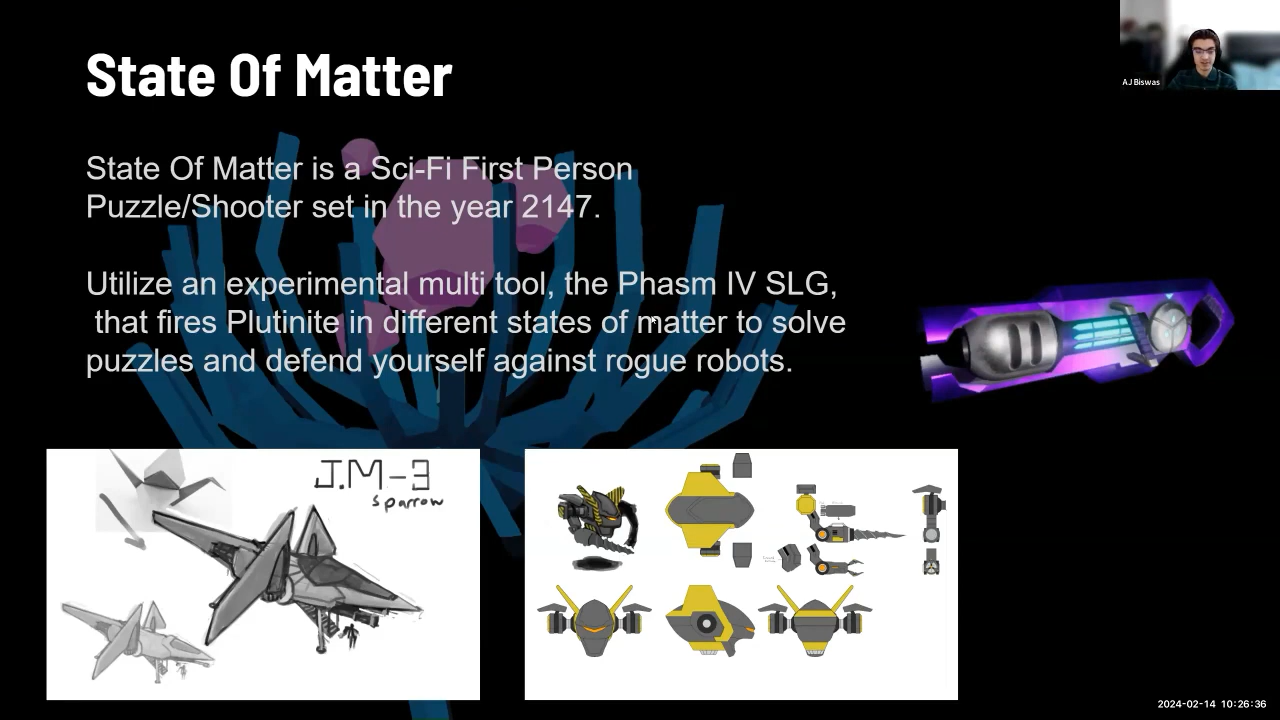 State Of Matter
AJ Biswas
State Of Matter is a Sci-Fi First Person
Puzzle/Shooter set in the year 2147.
Utilize an experimental multi tool, the Phasm IV SLG,
that fires Plutinite in different states of matter to solve
puzzles and defend yourself against rogue robots.
J.M-3
Sparrow
2024-02-14 10:26:36